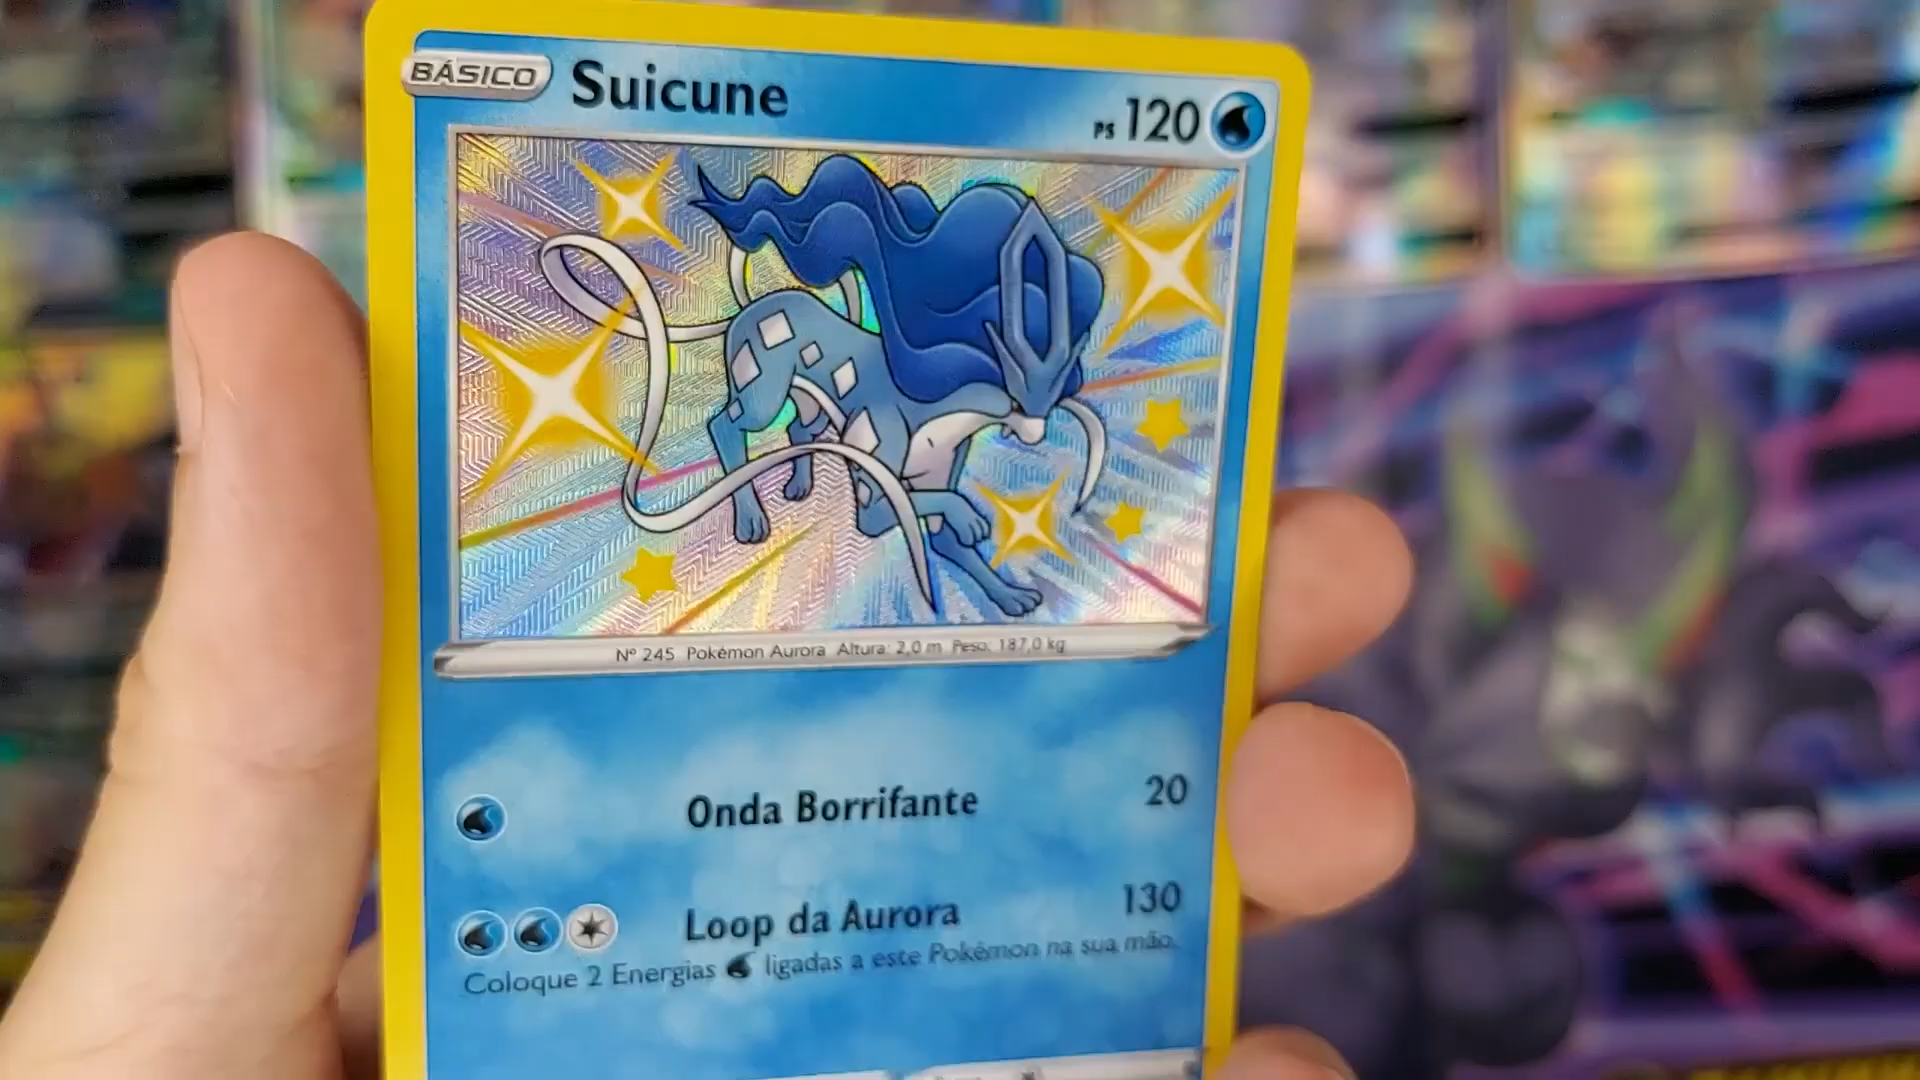 BÁSICO Suicune PS 120
Nº 245 Pokémon Aurora Altura: 2,0 m Peso: 187,0 kg
Onda Borrifante 20
Loop da Aurora 130
Coloque 2 Energias ligadas a este Pokémon na sua mão.